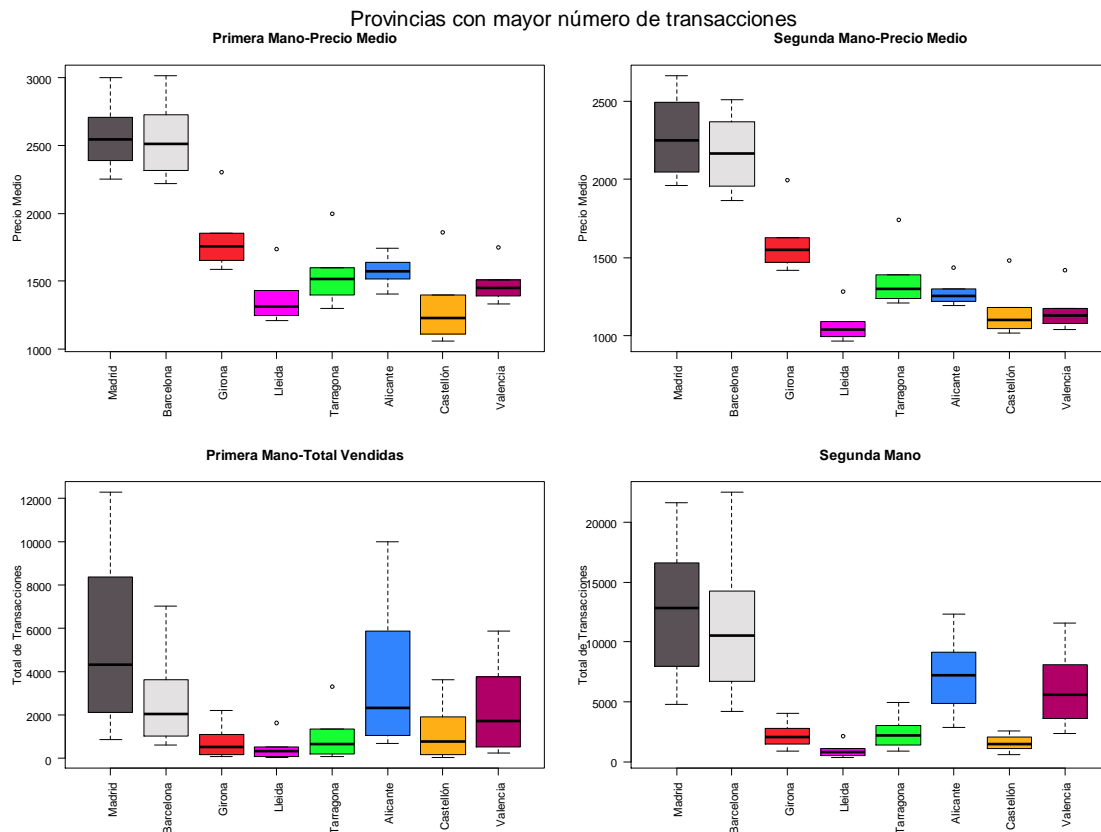 Provincias con mayor número de transacciones
Primera Mano-Precio Medio
Precio Medio
3000
2500
2000
1500
1000
Madrid
Barcelona
Girona
Lleida
Tarragona
Alicante
Castellón
Valencia
Segunda Mano-Precio Medio
Precio Medio
2500
2000
1500
1000
Madrid
Barcelona
Girona
Lleida
Tarragona
Alicante
Castellón
Valencia
Primera Mano-Total Vendidas
Total de Transacciones
12000
10000
8000
6000
4000
2000
0
Madrid
Barcelona
Girona
Lleida
Tarragona
Alicante
Castellón
Valencia
Segunda Mano
Total de Transacciones
20000
15000
10000
5000
0
Madrid
Barcelona
Girona
Lleida
Tarragona
Alicante
Castellón
Valencia